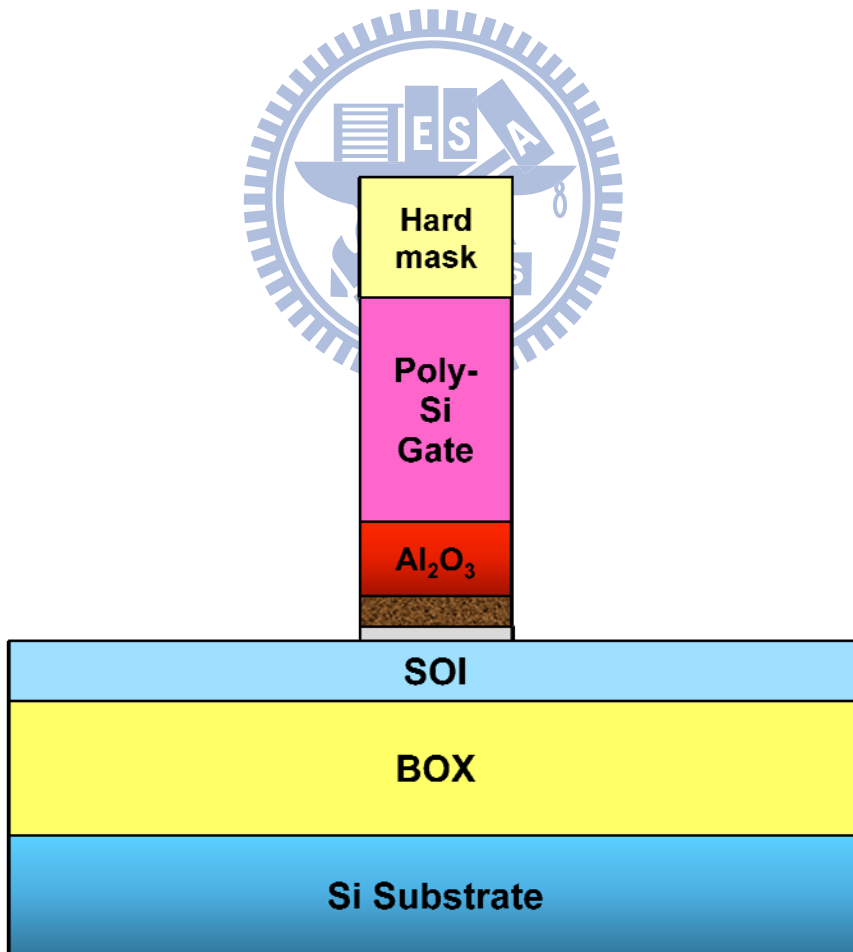 E S A
Hard
mask
S
Poly-
Si
Gate
Al₂O₃
SOI
BOX
Si Substrate